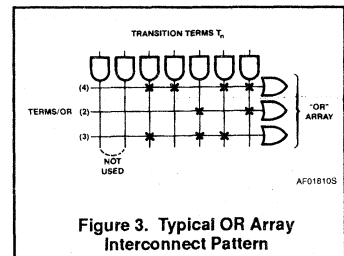 TRANSITION TERMS Tn
(4)
TERMS/OR (2)
(3)
"OR"
ARRAY
NOT
USED
AF01810S
Figure 3. Typical OR Array
Interconnect Pattern